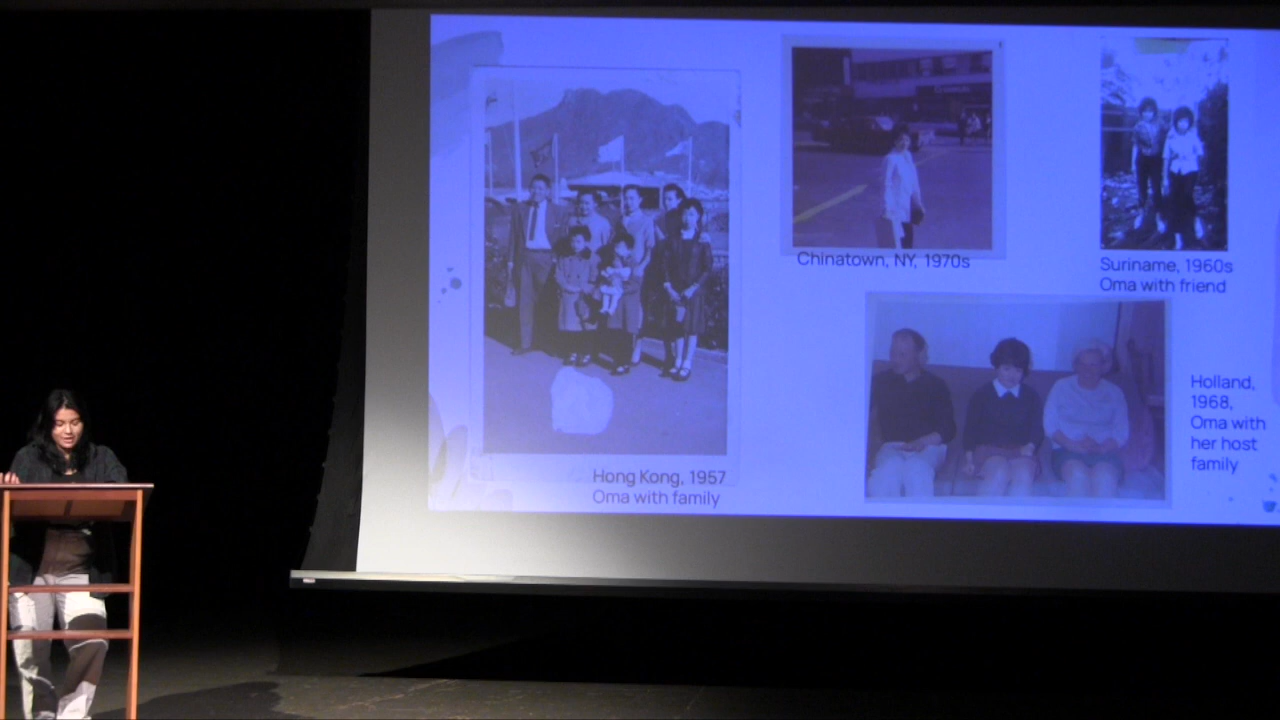 Chinatown, NY, 1970s
Suriname, 1960s
Oma with friend
Hong Kong, 1957
Oma with family
Holland,
1968,
Oma with
her host
family